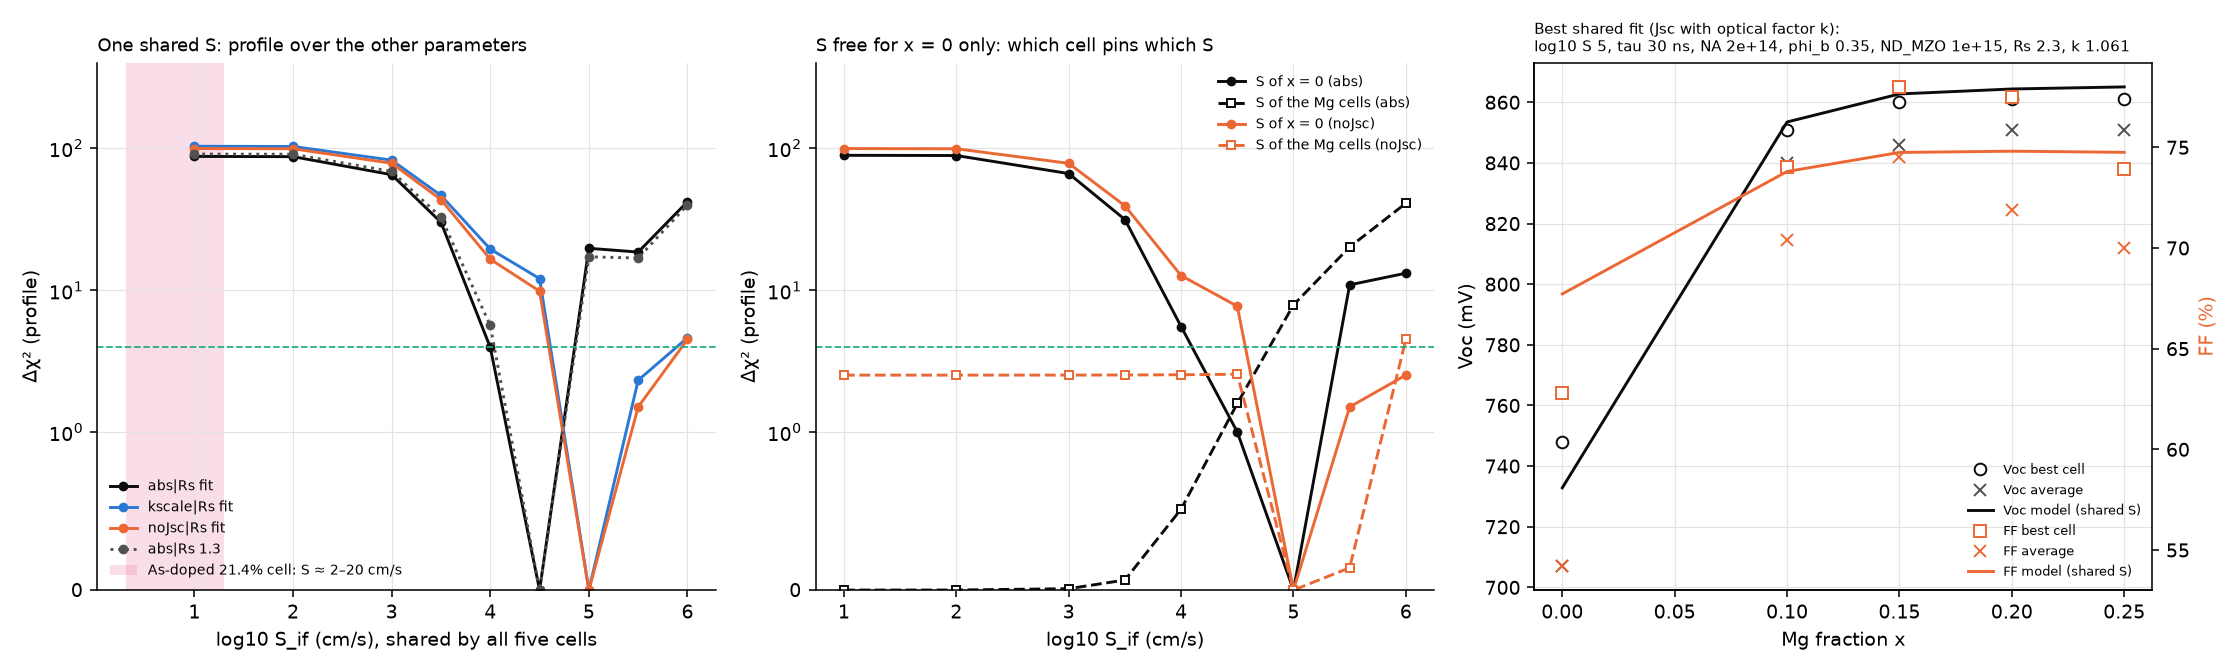 One shared S: profile over the other parameters
Δχ² (profile)
10²
10¹
10⁰
0
abs|Rs fit
kscale|Rs fit
noJsc|Rs fit
abs|Rs 1.3
As-doped 21.4% cell: S ≈ 2–20 cm/s
1 2 3 4 5 6
log10 S_if (cm/s), shared by all five cells
S free for x = 0 only: which cell pins which S
Δχ² (profile)
10²
10¹
10⁰
0
S of x = 0 (abs)
S of the Mg cells (abs)
S of x = 0 (noJsc)
S of the Mg cells (noJsc)
1 2 3 4 5 6
log10 S_if (cm/s)
Best shared fit (Jsc with optical factor k):
log10 S 5, tau 30 ns, NA 2e+14, phi_b 0.35, ND_MZO 1e+15, Rs 2.3, k 1.061
Voc (mV)
860
840
820
800
780
760
740
720
700
75
70
65
60
55
FF (%)
Voc best cell
Voc average
Voc model (shared S)
FF best cell
FF average
FF model (shared S)
0.00 0.05 0.10 0.15 0.20 0.25
Mg fraction x